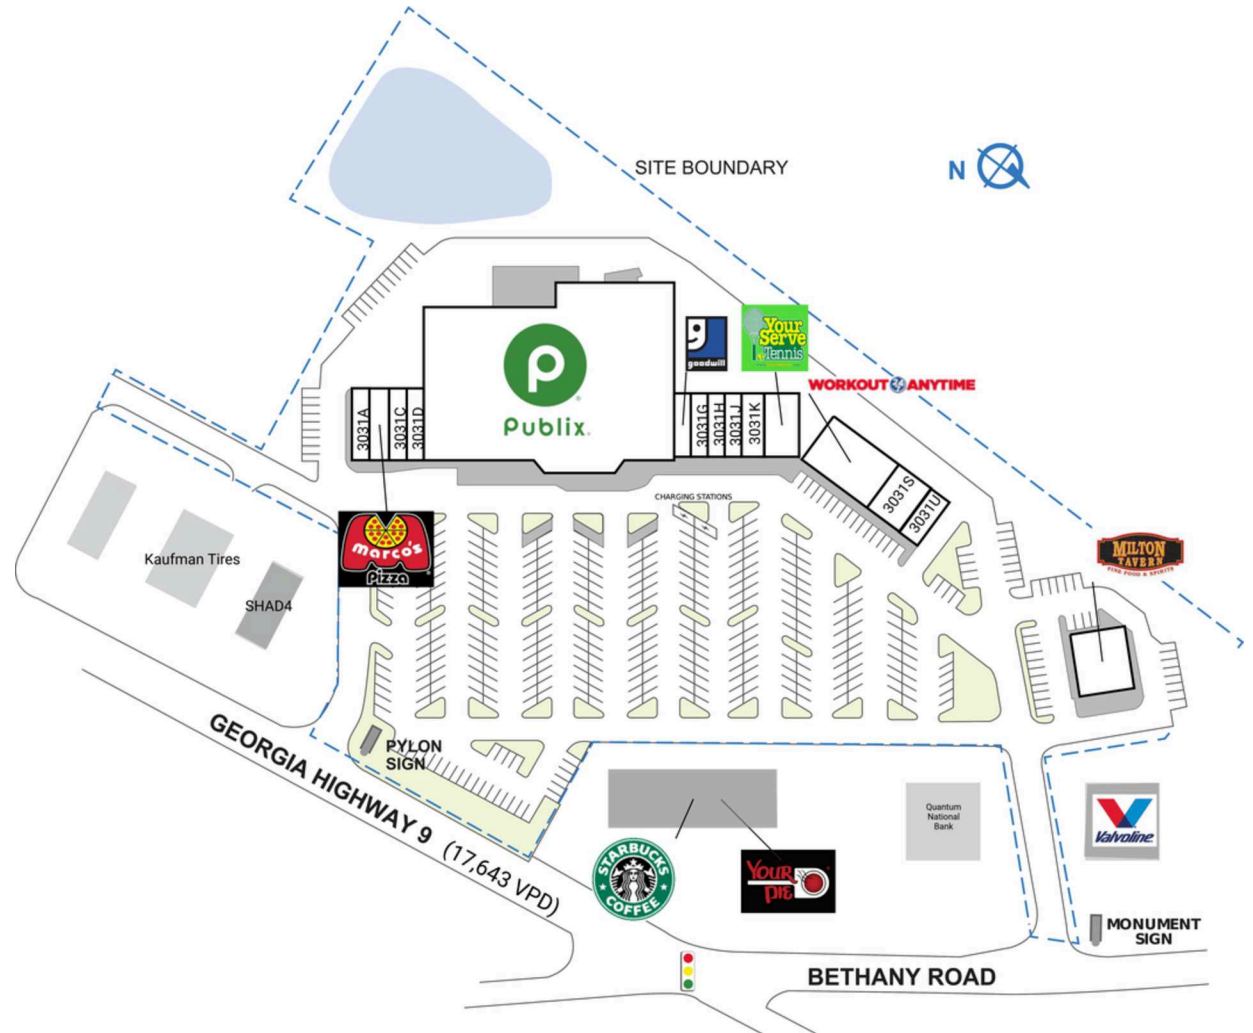 SITE BOUNDARY
N
goodwill
Your
Serve
Tennis
WORKOUT 24 ANYTIME
P
Publix
3031A
3031C
3031D
3031G
3031H
3031J
3031K
3031S
3031U
CHARGING STATIONS
marco's
Pizza
MILTON
TAVERN
FINE FOOD & SPIRITS
Kaufman Tires
SHAD4
PYLON
SIGN
GEORGIA HIGHWAY 9 (17,643 VPD)
STARBUCKS
COFFEE
YOUR
PIE
Quantum
National
Bank
Valvoline
MONUMENT
SIGN
BETHANY ROAD